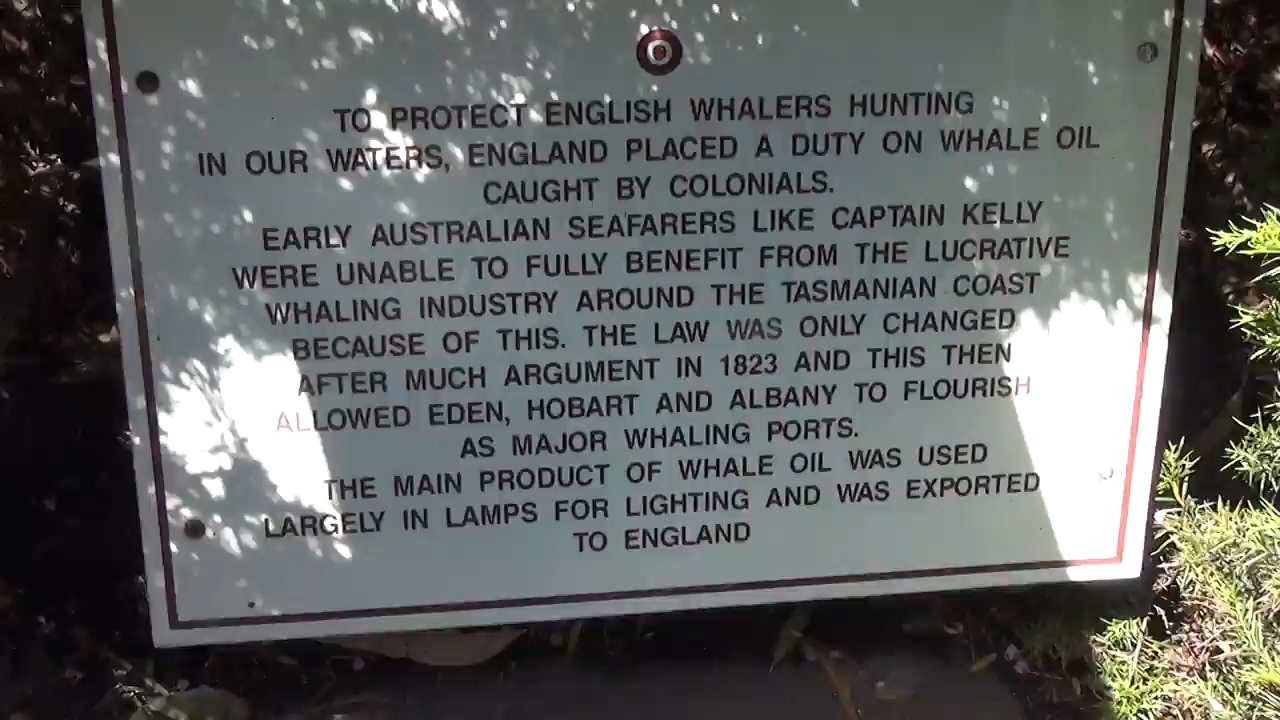 TO PROTECT ENGLISH WHALERS HUNTING
IN OUR WATERS, ENGLAND PLACED A DUTY ON WHALE OIL
CAUGHT BY COLONIALS.
EARLY AUSTRALIAN SEAFARERS LIKE CAPTAIN KELLY
WERE UNABLE TO FULLY BENEFIT FROM THE LUCRATIVE
WHALING INDUSTRY AROUND THE TASMANIAN COAST
BECAUSE OF THIS. THE LAW WAS ONLY CHANGED
AFTER MUCH ARGUMENT IN 1823 AND THIS THEN
ALLOWED EDEN, HOBART AND ALBANY TO FLOURISH
AS MAJOR WHALING PORTS.
THE MAIN PRODUCT OF WHALE OIL WAS USED
LARGELY IN LAMPS FOR LIGHTING AND WAS EXPORTED
TO ENGLAND